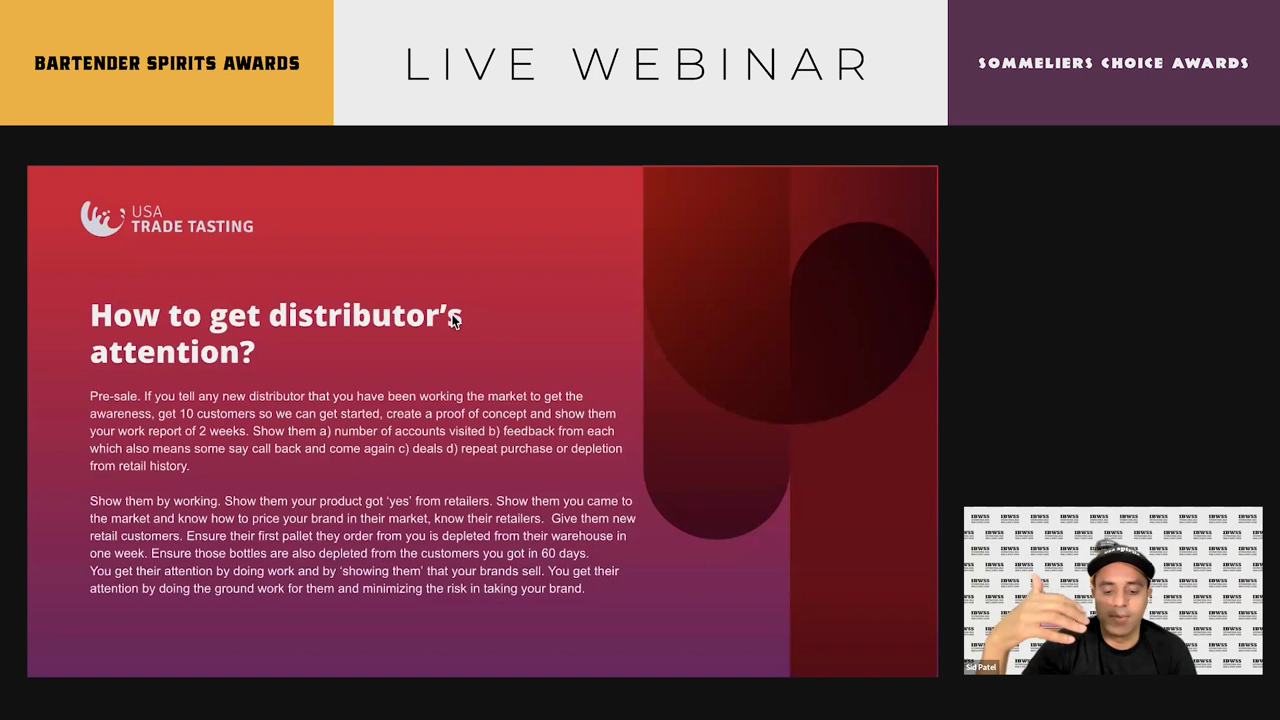 BARTENDER SPIRITS AWARDS
LIVE WEBINAR
SOMMELIERS CHOICE AWARDS
USA
TRADE TASTING
How to get distributor's
attention?
Pre-sale. If you tell any new distributor that you have been working the market to get the
awareness, get 10 customers so we can get started, create a proof of concept and show them
your work report of 2 weeks. Show them a) number of accounts visited b) feedback from each
which also means some say call back and come again c) deals d) repeat purchase or depletion
from retail history.
Show them by working. Show them your product got 'yes' from retailers. Show them you came to
the market and know how to price your brand in their market, know their retailers. Give them new
retail customers. Ensure their first pallet they order from you is depleted from their warehouse in
one week. Ensure those bottles are also depleted from the customers you got in 60 days.
You get their attention by doing work and by 'showing them' that your brands sell. You get their
attention by doing the ground work for them and minimizing the risk in taking your brand.
IBWSS
Sid Patel